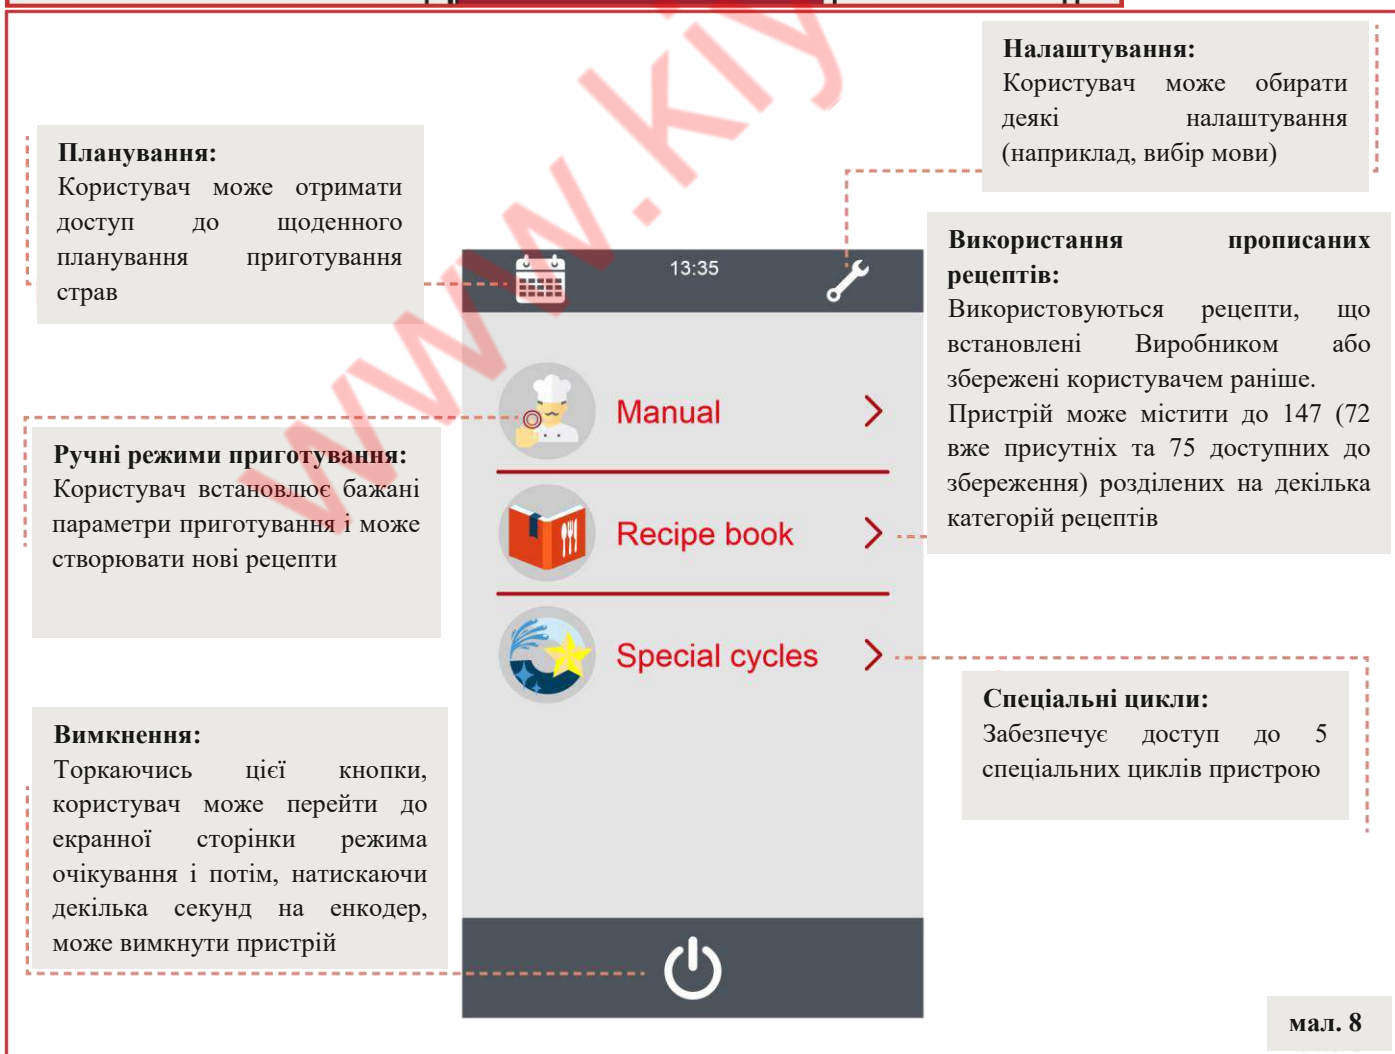 Налаштування:
Користувач може обирати
деякі налаштування
(наприклад, вибір мови)
Планування:
Користувач може отримати
доступ до щоденного
планування приготування
страв
Використання прописаних
рецептів:
Використовуються рецепти, що
встановлені Виробником або
збережені користувачем раніше.
Пристрій може містити до 147 (72
вже присутніх та 75 доступних до
збереження) розділених на декілька
категорій рецептів
13:35
Manual
Recipe book
Special cycles
Ручні режими приготування:
Користувач встановлює бажані
параметри приготування і може
створювати нові рецепти
Спеціальні цикли:
Забезпечує доступ до 5
спеціальних циклів пристрою
Вимкнення:
Торкаючись цієї кнопки,
користувач може перейти до
екранної сторінки режима
очікування і потім, натискаючи
декілька секунд на енкодер,
може вимкнути пристрій
мал. 8
www.kiy